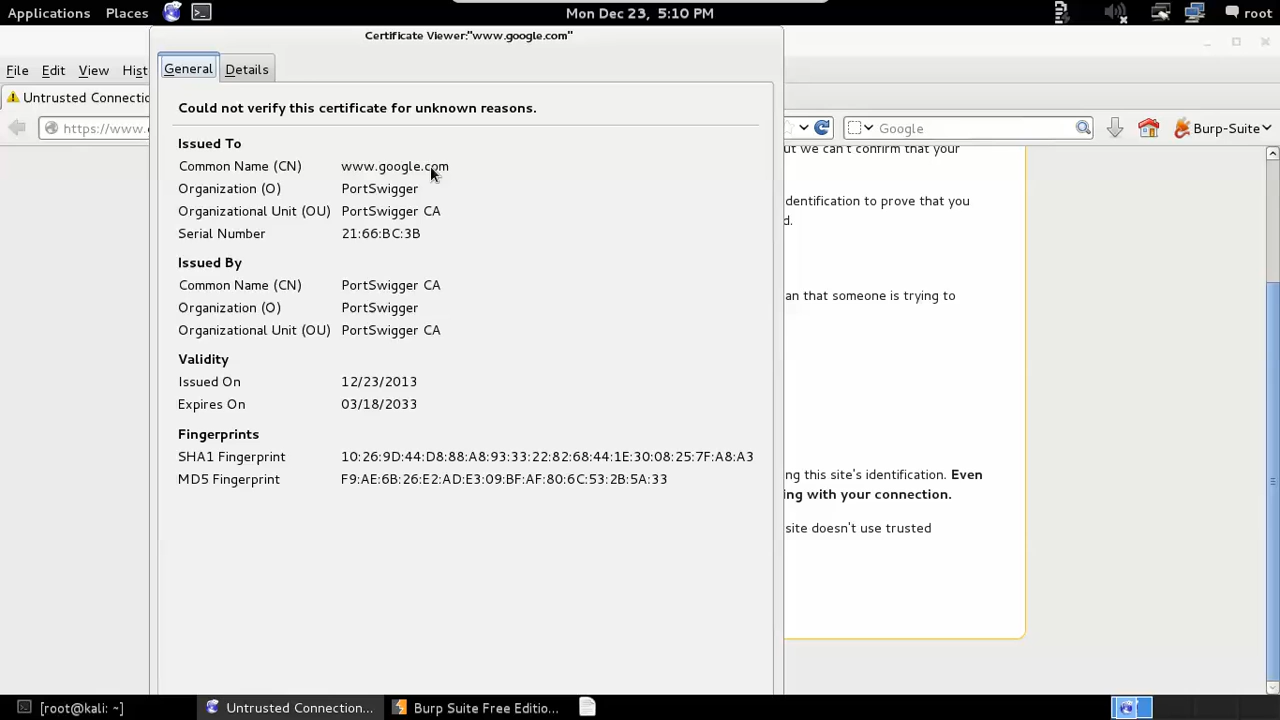 Applications Places Mon Dec 23, 5:10 PM root
Certificate Viewer:"www.google.com"
General Details
File Edit View Hist
Untrusted Connectio
https://www. Google Burp-Suite
Could not verify this certificate for unknown reasons.
Issued To
Common Name (CN) www.google.com
Organization (O) PortSwigger
Organizational Unit (OU) PortSwigger CA
Serial Number 21:66:BC:3B
Issued By
Common Name (CN) PortSwigger CA
Organization (O) PortSwigger
Organizational Unit (OU) PortSwigger CA
Validity
Issued On 12/23/2013
Expires On 03/18/2033
Fingerprints
SHA1 Fingerprint 10:26:9D:44:D8:88:A8:93:33:22:82:68:44:1E:30:08:25:7F:A8:A3
MD5 Fingerprint F9:AE:6B:26:E2:AD:E3:09:BF:AF:80:6C:53:2B:5A:33
ut we can't confirm that your
dentification to prove that you
d.
an that someone is trying to
ng this site's identification. Even
ing with your connection.
site doesn't use trusted
[root@kali: ~] Untrusted Connection... Burp Suite Free Editio...